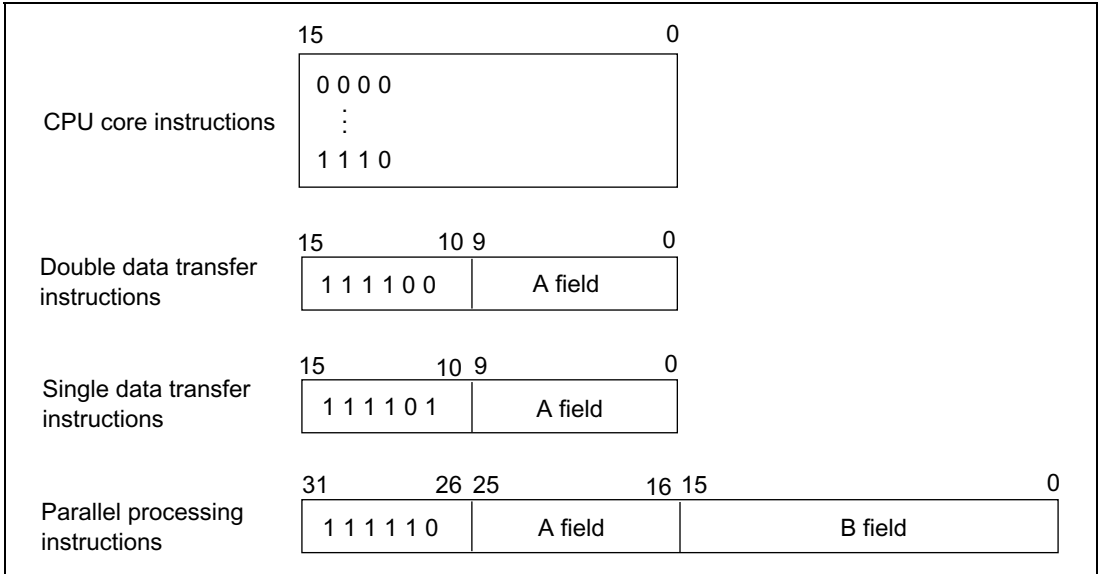 15 0
0 0 0 0
CPU core instructions
1 1 1 0
15 10 9 0
Double data transfer
instructions
1 1 1 1 0 0 A field
15 10 9 0
Single data transfer
instructions
1 1 1 1 0 1 A field
31 26 25 16 15 0
Parallel processing
instructions
1 1 1 1 1 0 A field B field